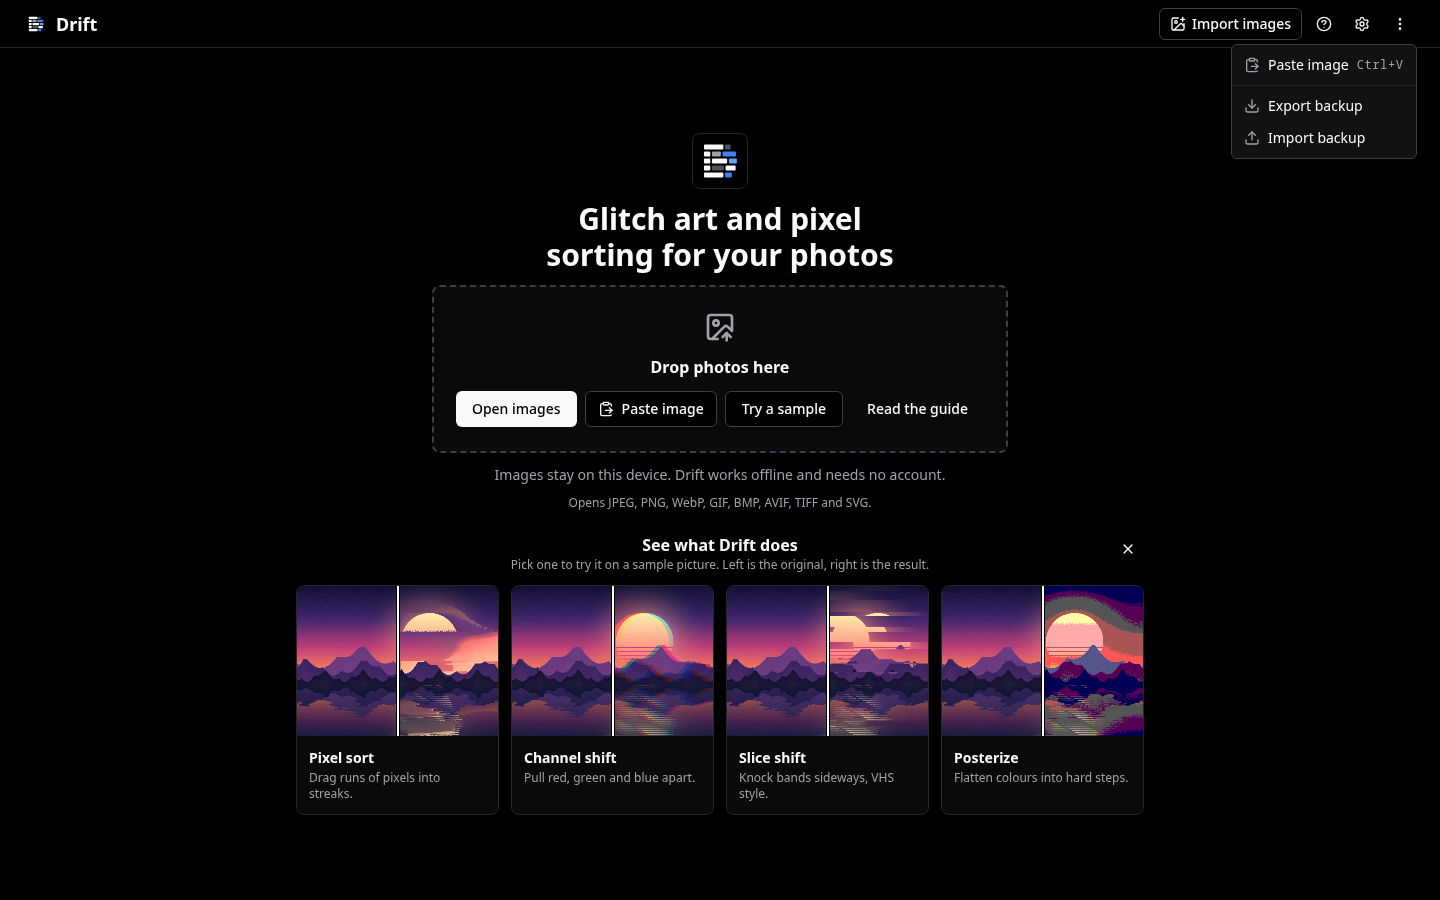 Drift
Import images
Paste image Ctrl+V
Export backup
Import backup
Glitch art and pixel
sorting for your photos
Drop photos here
Open images
Paste image
Try a sample
Read the guide
Images stay on this device. Drift works offline and needs no account.
Opens JPEG, PNG, WebP, GIF, BMP, AVIF, TIFF and SVG.
See what Drift does
Pick one to try it on a sample picture. Left is the original, right is the result.
Pixel sort
Drag runs of pixels into
streaks.
Channel shift
Pull red, green and blue apart.
Slice shift
Knock bands sideways, VHS
style.
Posterize
Flatten colours into hard steps.